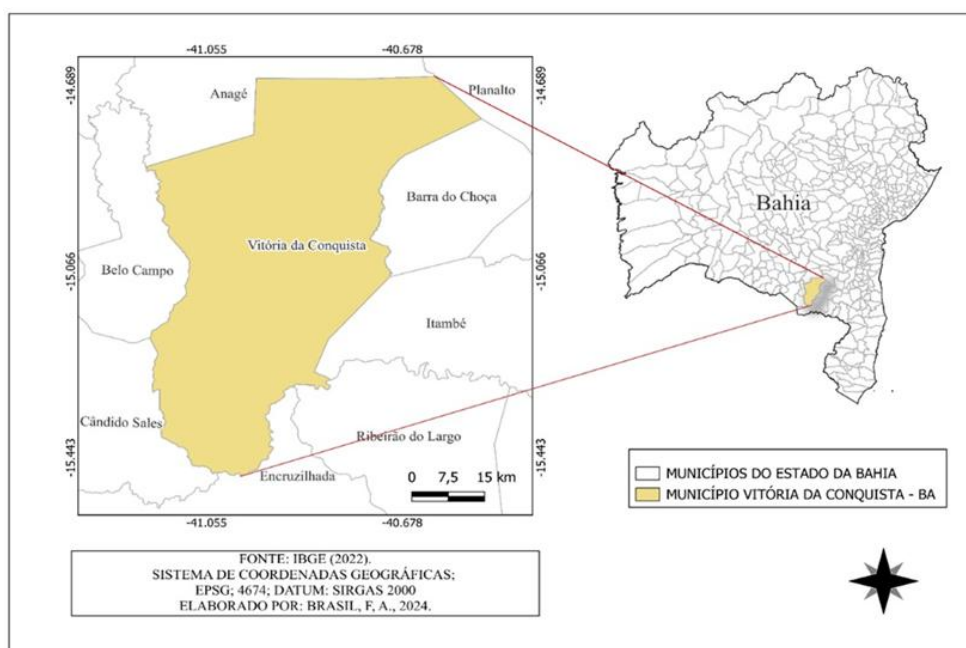 -41.055
-40.678
-14.689
-14.689
Anagé
Planalto
Barra do Choça
Bahia
Vitória da Conquista
-15.066
-15.066
Belo Campo
Itambé
Cândido Sales
Ribeirão do Largo
-15.443
-15.443
Encruzilhada
0 7,5 15 km
-41.055
-40.678
MUNICÍPIOS DO ESTADO DA BAHIA
MUNICÍPIO VITÓRIA DA CONQUISTA - BA
FONTE: IBGE (2022).
SISTEMA DE COORDENADAS GEOGRÁFICAS;
EPSG; 4674; DATUM: SIRGAS 2000
ELABORADO POR: BRASIL, F, A., 2024.